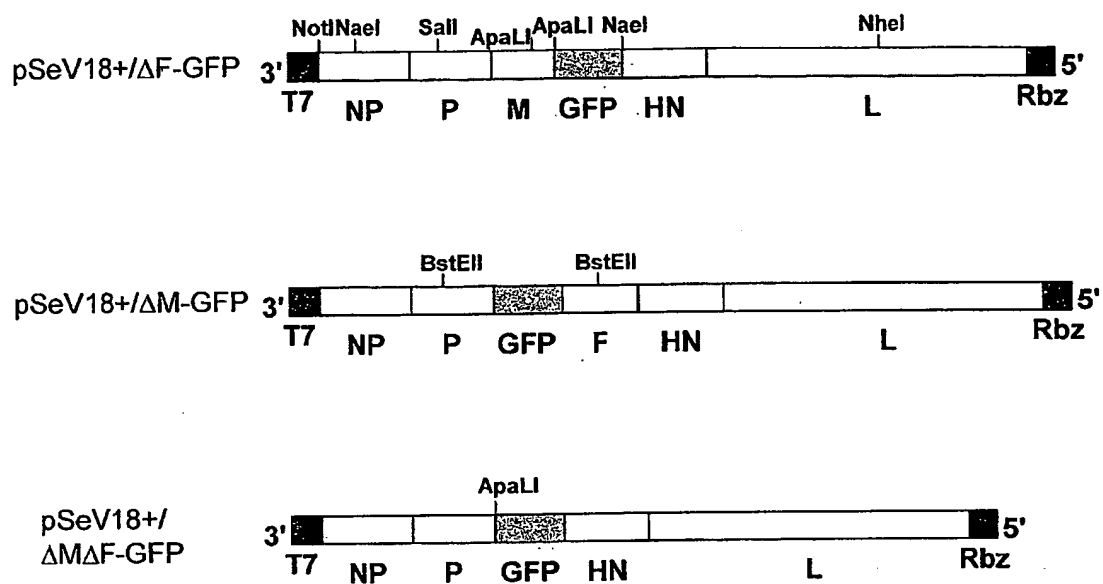 NotI NaeI SalI ApaLI ApaLI NaeI NheI
pSeV18+/ΔF-GFP 3' 5'
T7 NP P M GFP HN L Rbz
BstEII BstEII
pSeV18+/ΔM-GFP 3' 5'
T7 NP P GFP F HN L Rbz
ApaLI
pSeV18+/
ΔMΔF-GFP 3' 5'
T7 NP P GFP HN L Rbz